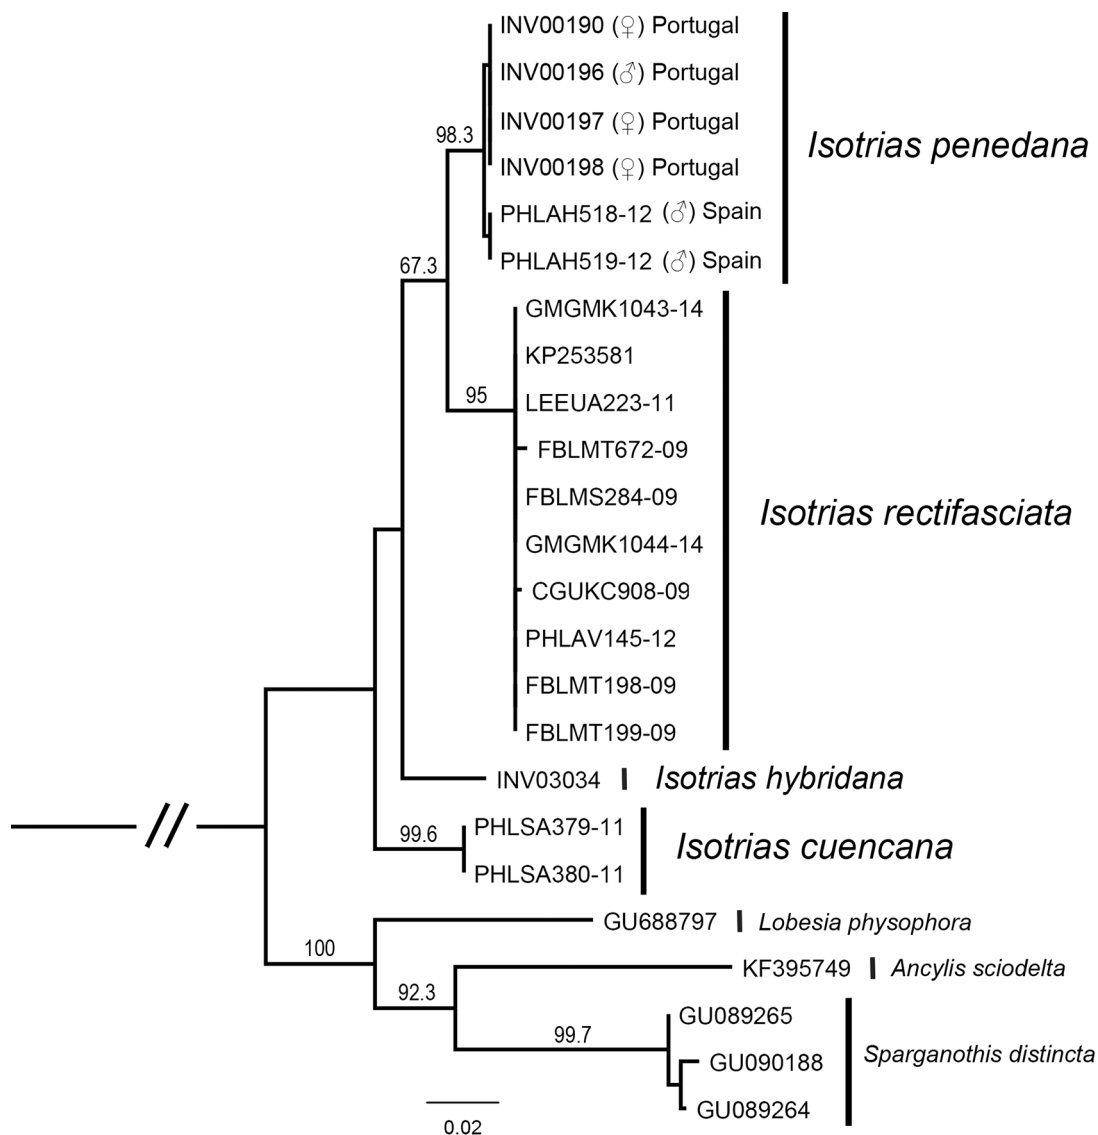 INV00190 (♀) Portugal
INV00196 (♂) Portugal
INV00197 (♀) Portugal
INV00198 (♀) Portugal
98.3
Isotrias penedana
PHLAH518-12 (♂) Spain
PHLAH519-12 (♂) Spain
67.3
GMGMK1043-14
KP253581
LEEUA223-11
95
FBLMT672-09
FBLMS284-09
Isotrias rectifasciata
GMGMK1044-14
CGUKC908-09
PHLAV145-12
FBLMT198-09
FBLMT199-09
INV03034 Isotrias hybridana
PHLSA379-11
99.6
Isotrias cuencana
PHLSA380-11
GU688797 Lobesia physophora
100
KF395749 Ancylis sciodelta
92.3
GU089265
99.7
Sparganothis distincta
GU090188
GU089264
0.02